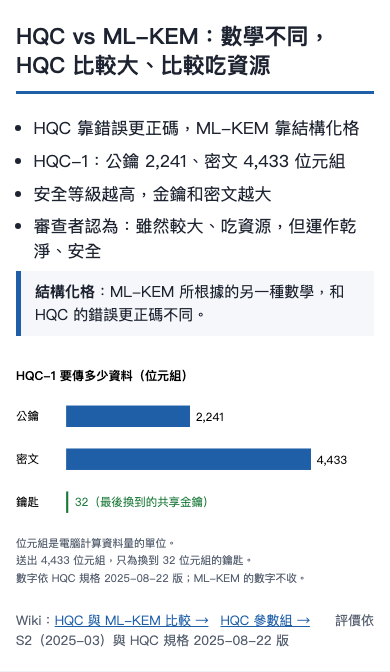 HQC vs ML-KEM：數學不同，
HQC 比較大、比較吃資源
• HQC 靠錯誤更正碼，ML-KEM 靠結構化格
• HQC-1：公鑰 2,241、密文 4,433 位元組
• 安全等級越高，金鑰和密文越大
• 審查者認為：雖然較大、吃資源，但運作乾
淨、安全
結構化格：ML-KEM 所根據的另一種數學，和
HQC 的錯誤更正碼不同。
HQC-1 要傳多少資料（位元組）
公鑰 2,241
密文 4,433
鑰匙 32（最後換到的共享金鑰）
位元組是電腦計算資料量的單位。
送出 4,433 位元組，只為換到 32 位元組的鑰匙。
數字依 HQC 規格 2025-08-22 版；ML-KEM 的數字不收。
Wiki：HQC 與 ML-KEM 比較 → HQC 參數組 → 評價依
S2（2025-03）與 HQC 規格 2025-08-22 版